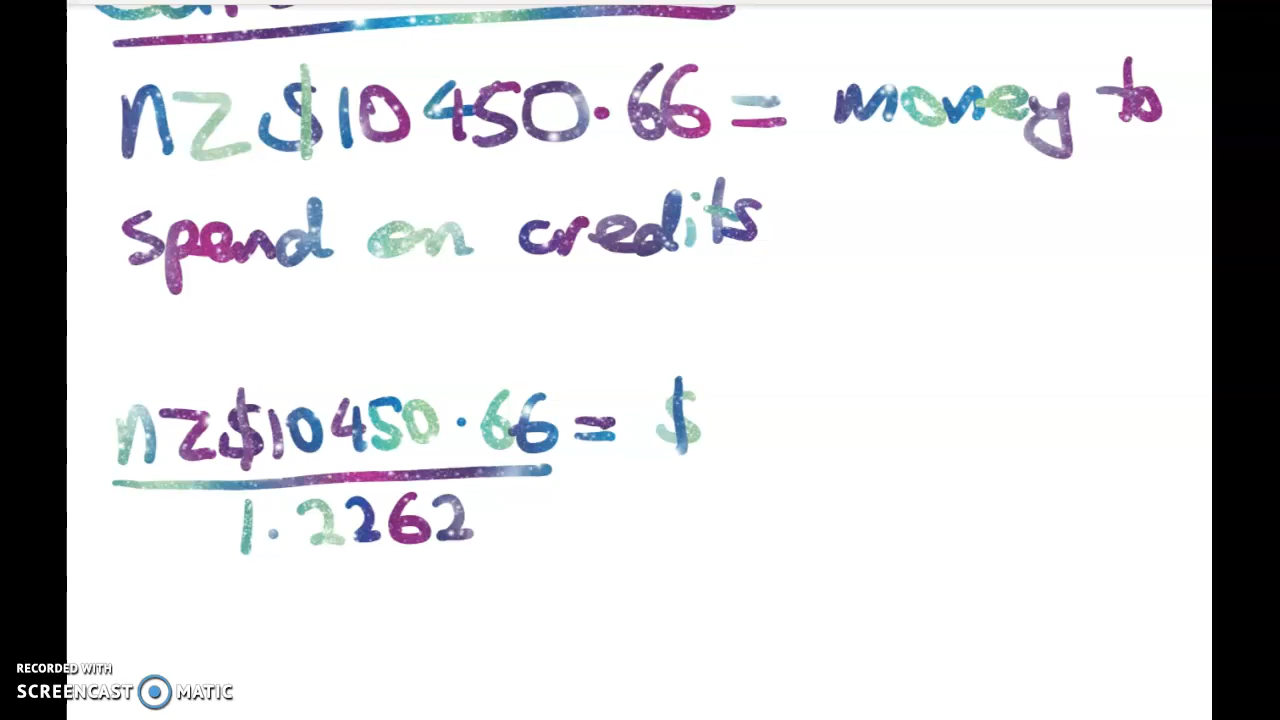 nz$10450.66 = money to
spend on credits
nz$10450.66 = $
1.2262
RECORDED WITH
SCREENCAST MATIC